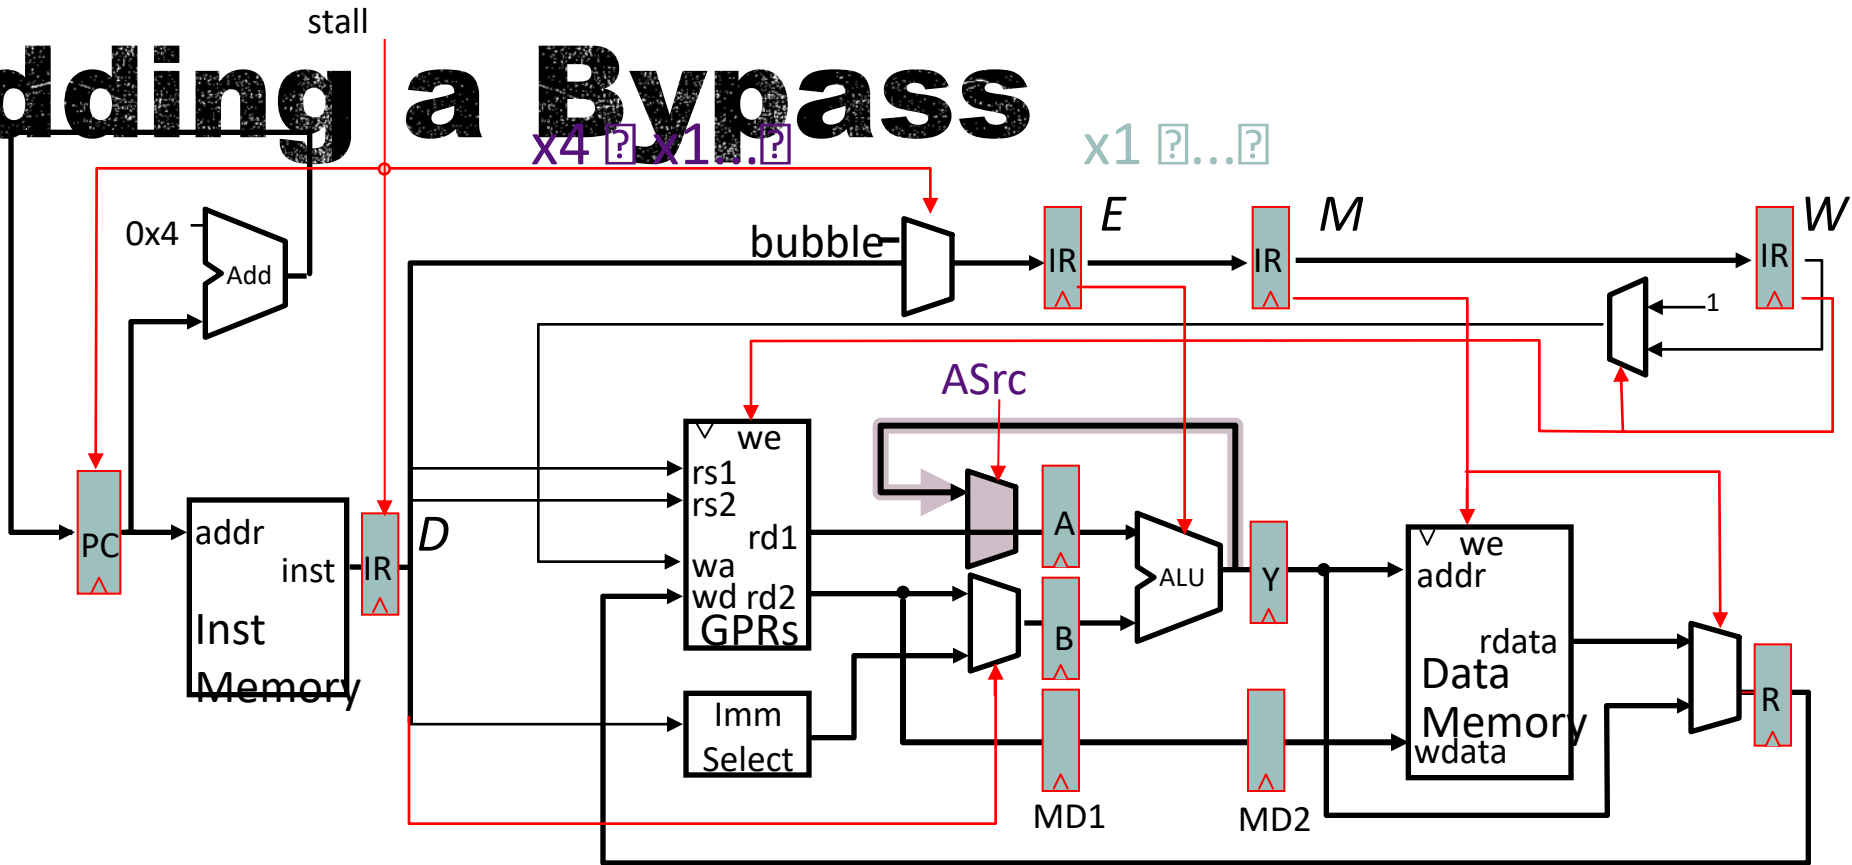 stall
dding a Bypass
x4 � x1...�
x1 �...�
0x4
Add
bubble
IR
E
IR
M
IR
W
1
ASrc
we
rs1
rs2
rd1
wa
wd rd2
GPRs
PC
addr
inst
Inst
Memory
IR
D
A
B
ALU
Y
we
addr
rdata
Data
Memory
wdata
R
Imm
Select
MD1
MD2